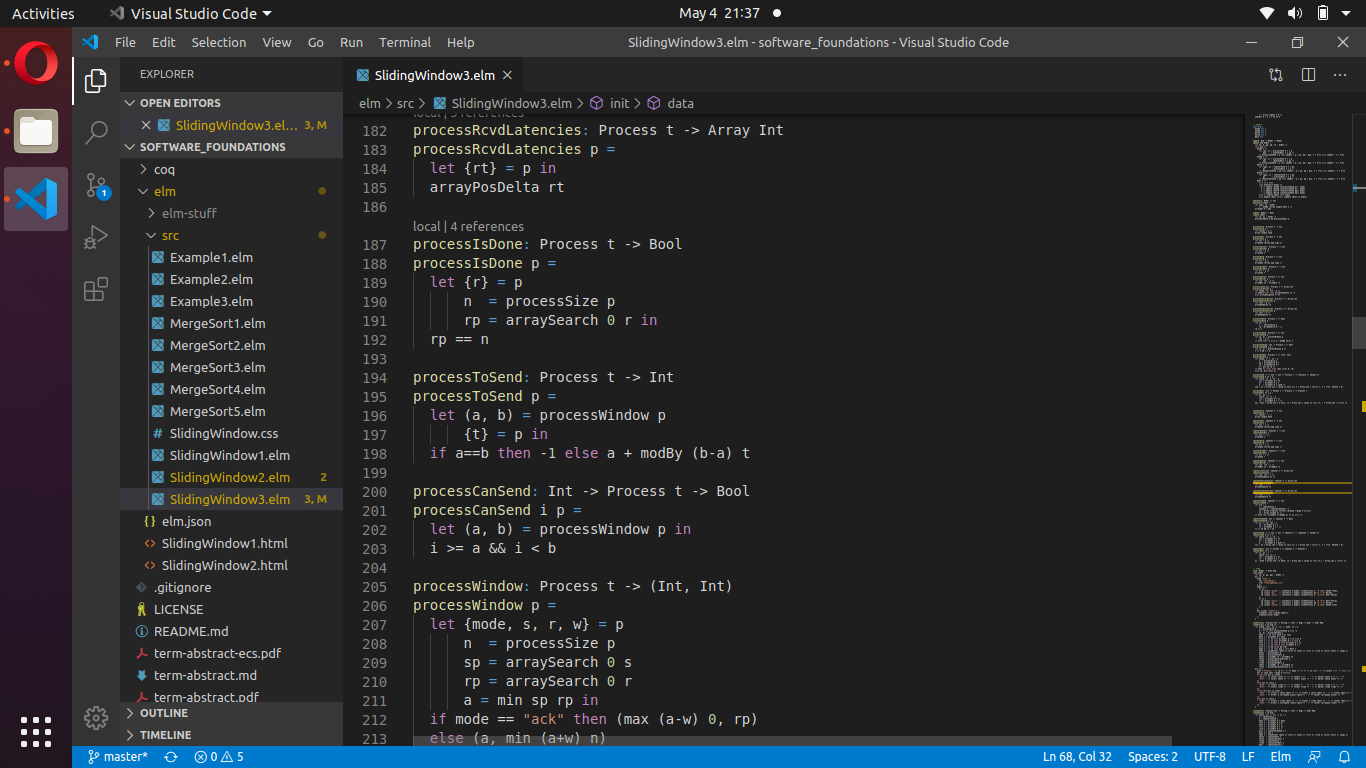 Activities
Visual Studio Code
May 4 21:37
File Edit Selection View Go Run Terminal Help
SlidingWindow3.elm - software_foundations - Visual Studio Code
EXPLORER
OPEN EDITORS
SlidingWindow3.el... 3, M
SOFTWARE_FOUNDATIONS
coq
elm
elm-stuff
src
Example1.elm
Example2.elm
Example3.elm
MergeSort1.elm
MergeSort2.elm
MergeSort3.elm
MergeSort4.elm
MergeSort5.elm
SlidingWindow.css
SlidingWindow1.elm
SlidingWindow2.elm 2
SlidingWindow3.elm 3, M
elm.json
SlidingWindow1.html
SlidingWindow2.html
.gitignore
LICENSE
README.md
term-abstract-ecs.pdf
term-abstract.md
term-abstract.pdf
OUTLINE
TIMELINE
1
SlidingWindow3.elm
elm > src > SlidingWindow3.elm > init > data
182 processRcvdLatencies: Process t -> Array Int
183 processRcvdLatencies p =
184   let {rt} = p in
185   arrayPosDelta rt
186
local | 4 references
187 processIsDone: Process t -> Bool
188 processIsDone p =
189   let {r} = p
190       n  = processSize p
191       rp = arraySearch 0 r in
192   rp == n
193
194 processToSend: Process t -> Int
195 processToSend p =
196   let (a, b) = processWindow p
197       {t} = p in
198   if a==b then -1 else a + modBy (b-a) t
199
200 processCanSend: Int -> Process t -> Bool
201 processCanSend i p =
202   let (a, b) = processWindow p in
203   i >= a && i < b
204
205 processWindow: Process t -> (Int, Int)
206 processWindow p =
207   let {mode, s, r, w} = p
208       n  = processSize p
209       sp = arraySearch 0 s
210       rp = arraySearch 0 r
211       a = min sp rp in
212   if mode == "ack" then (max (a-w) 0, rp)
213   else (a, min (a+w) n)
master* 0 5
Ln 68, Col 32 Spaces: 2 UTF-8 LF Elm